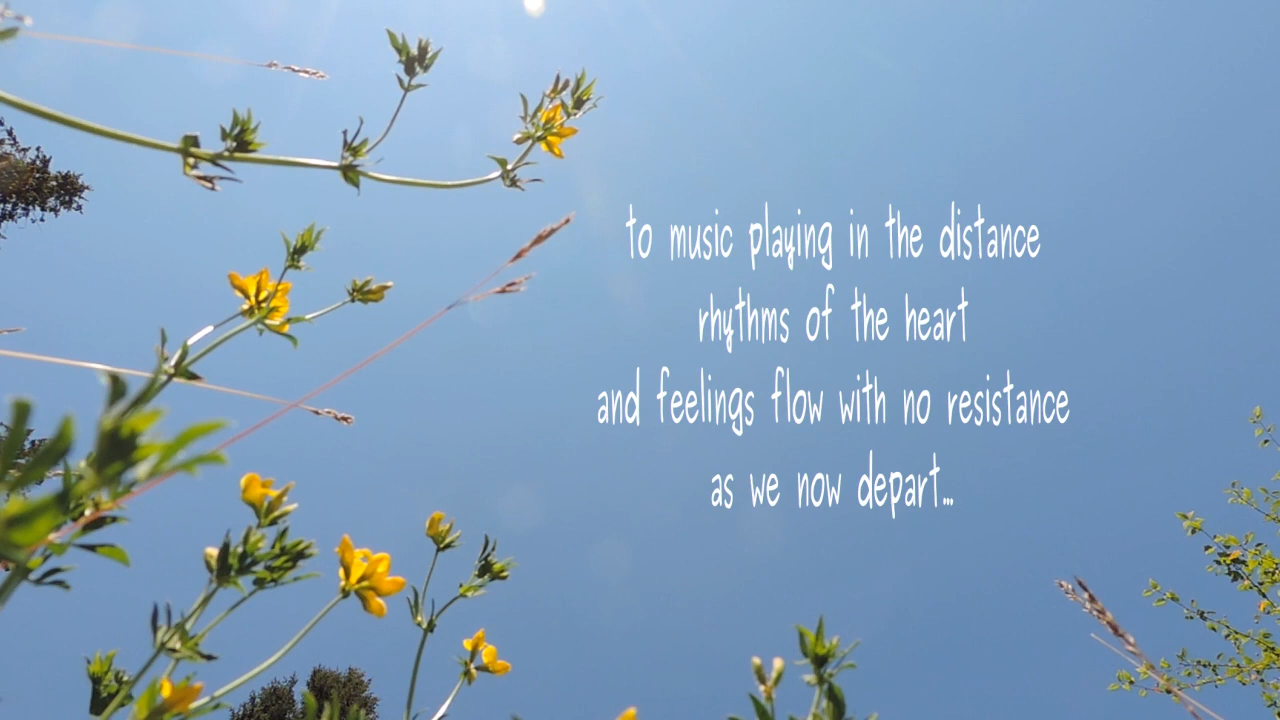 to music playing in the distance
rhythms of the heart
and feelings flow with no resistance
as we now depart...